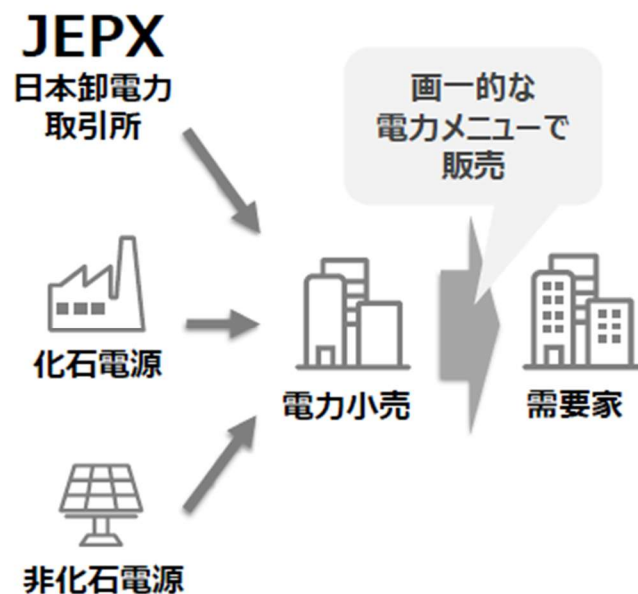 JEPX
日本卸電力
取引所
画一的な
電力メニューで
販売
化石電源
電力小売
需要家
非化石電源